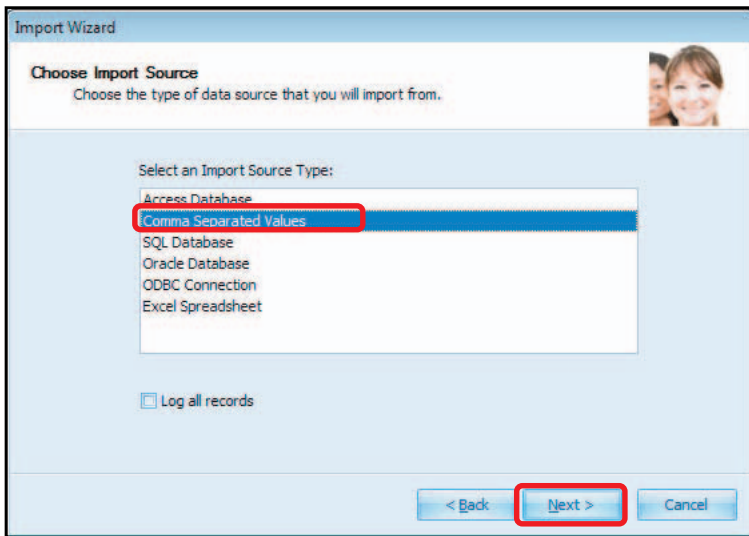 Import Wizard
Choose Import Source
Choose the type of data source that you will import from.
Select an Import Source Type:
Access Database
Comma Separated Values
SQL Database
Oracle Database
ODBC Connection
Excel Spreadsheet
Log all records
< Back Next > Cancel